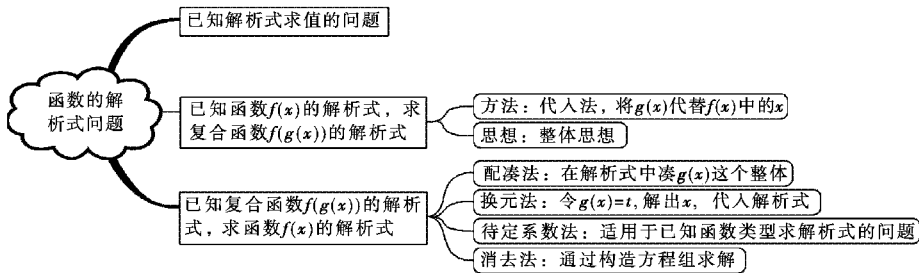 函数的解
析式问题
已知解析式求值的问题
已知函数f(x)的解析式，求
复合函数f(g(x))的解析式
方法：代入法，将g(x)代替f(x)中的x
思想：整体思想
已知复合函数f(g(x))的解析
式，求函数f(x)的解析式
配凑法：在解析式中凑g(x)这个整体
换元法：令g(x)=t,解出x，代入解析式
待定系数法：适用于已知函数类型求解析式的问题
消去法：通过构造方程组求解